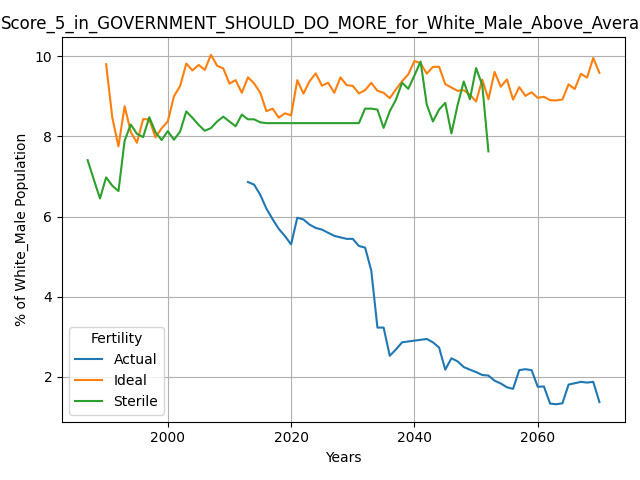 Score_5_in_GOVERNMENT_SHOULD_DO_MORE_for_White_Male_Above_Avera
% of White_Male Population
10
8
6
4
2
Fertility
Actual
Ideal
Sterile
2000 2020 2040 2060
Years